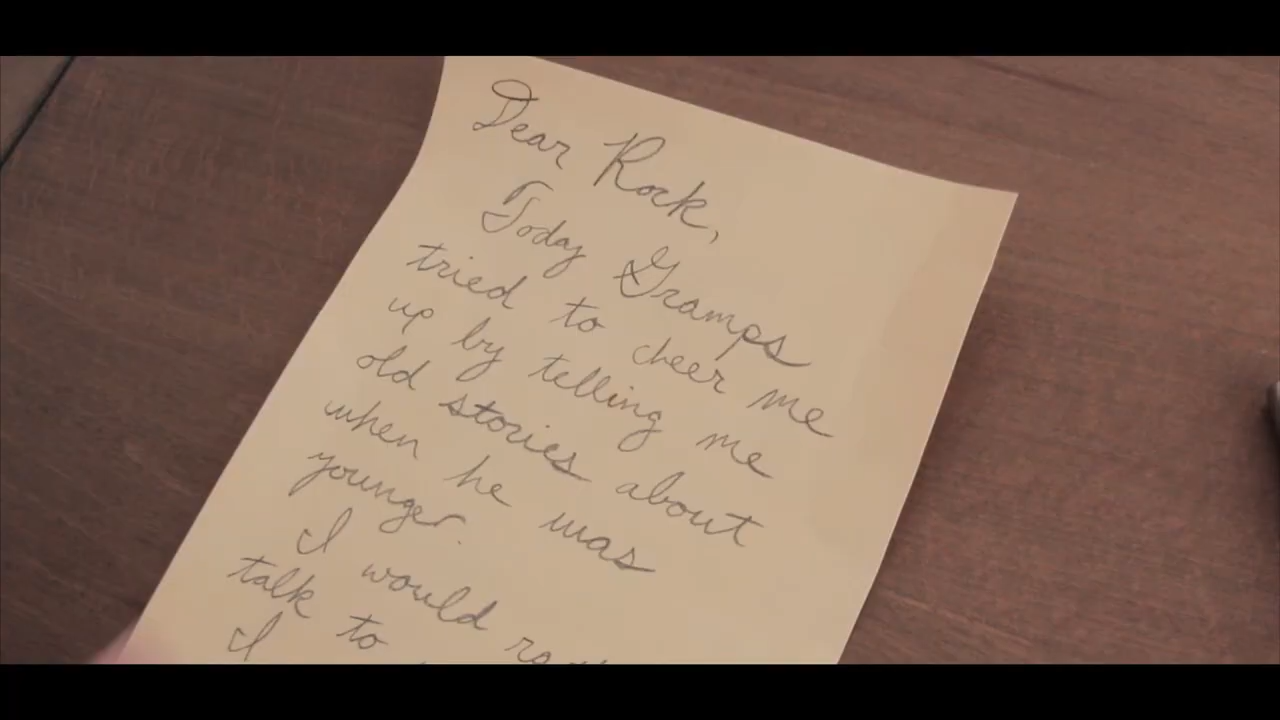 Dear Rock,
Today Gramps
tried to cheer me
up by telling me
old stories about
when he was
younger.
I would
talk to
I